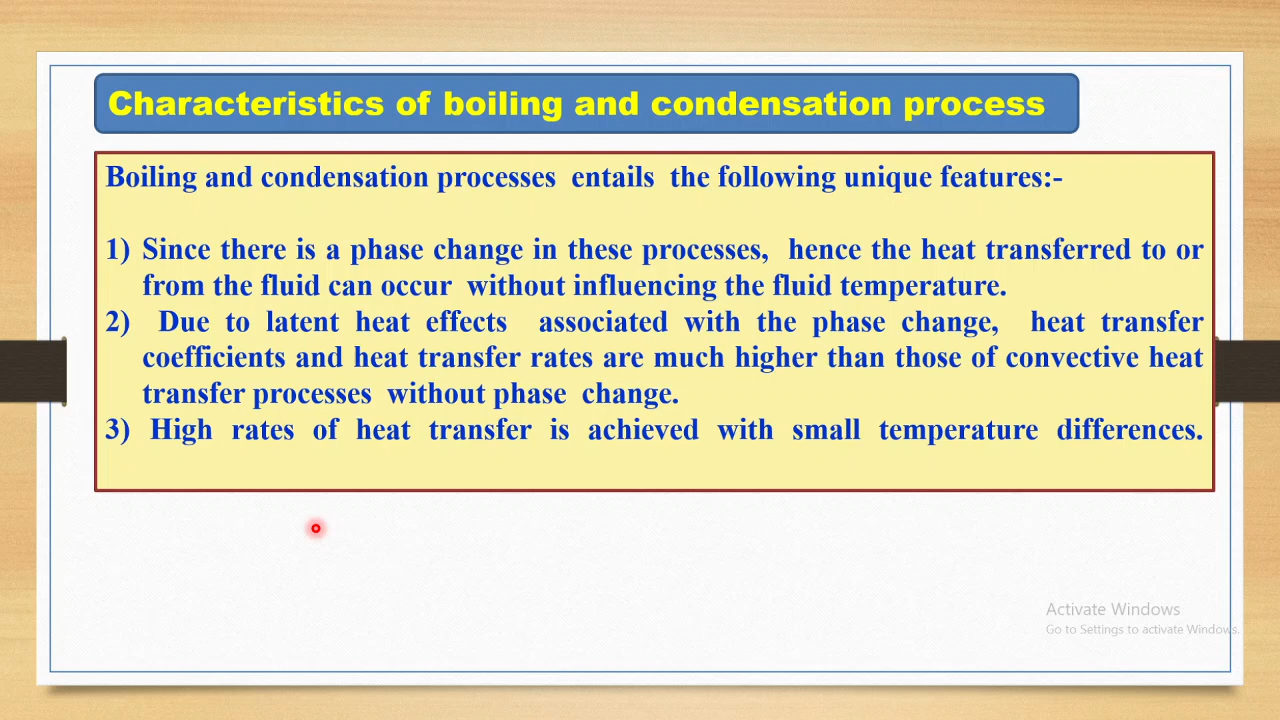 Characteristics of boiling and condensation process
Boiling and condensation processes entails the following unique features:-
1) Since there is a phase change in these processes, hence the heat transferred to or
from the fluid can occur without influencing the fluid temperature.
2) Due to latent heat effects associated with the phase change, heat transfer
coefficients and heat transfer rates are much higher than those of convective heat
transfer processes without phase change.
3) High rates of heat transfer is achieved with small temperature differences.
Activate Windows
Go to Settings to activate Windows.